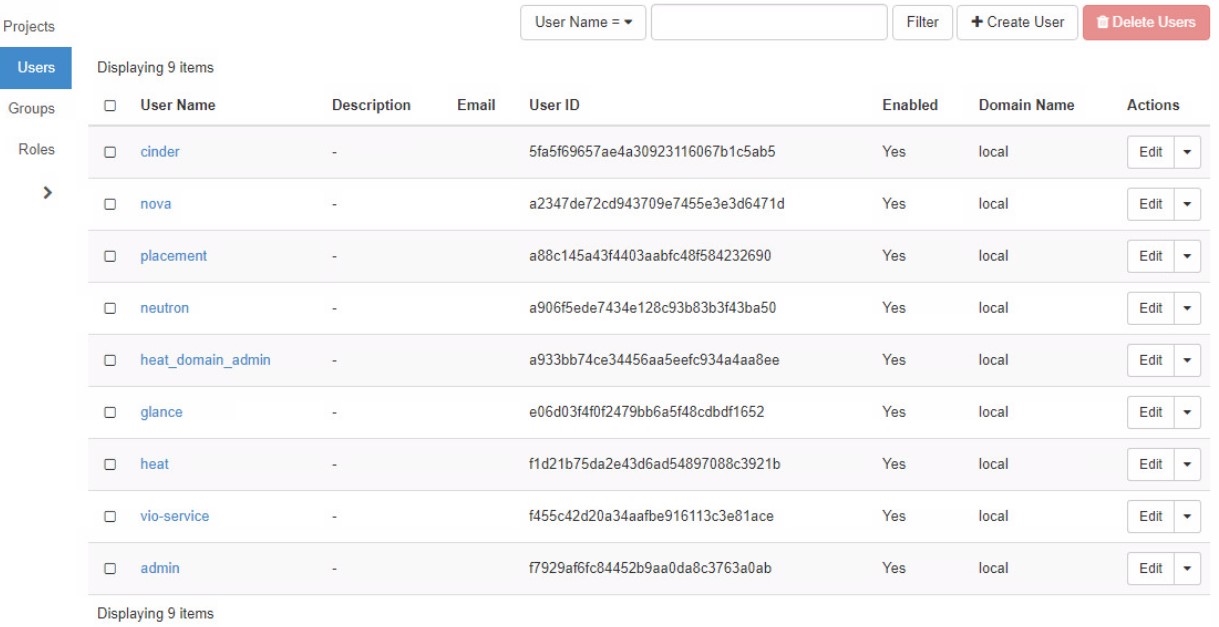 Projects
Users
Groups
Roles
User Name =
Filter
Create User
Delete Users
Displaying 9 items
User Name Description Email User ID Enabled Domain Name Actions
cinder - 5fa5f69657ae4a30923116067b1c5ab5 Yes local Edit
nova - a2347de72cd943709e7455e3e3d6471d Yes local Edit
placement - a88c145a43f4403aabfc48f584232690 Yes local Edit
neutron - a906f5ede7434e128c93b83b3f43ba50 Yes local Edit
heat_domain_admin - a933bb74ce34456aa5eefc934a4aa8ee Yes local Edit
glance - e06d03f4f0f2479bb6a5f48cdbdf1652 Yes local Edit
heat - f1d21b75da2e43d6ad54897088c3921b Yes local Edit
vio-service - f455c42d20a34aafbe916113c3e81ace Yes local Edit
admin - f7929af6fc84452b9aa0da8c3763a0ab Yes local Edit
Displaying 9 items